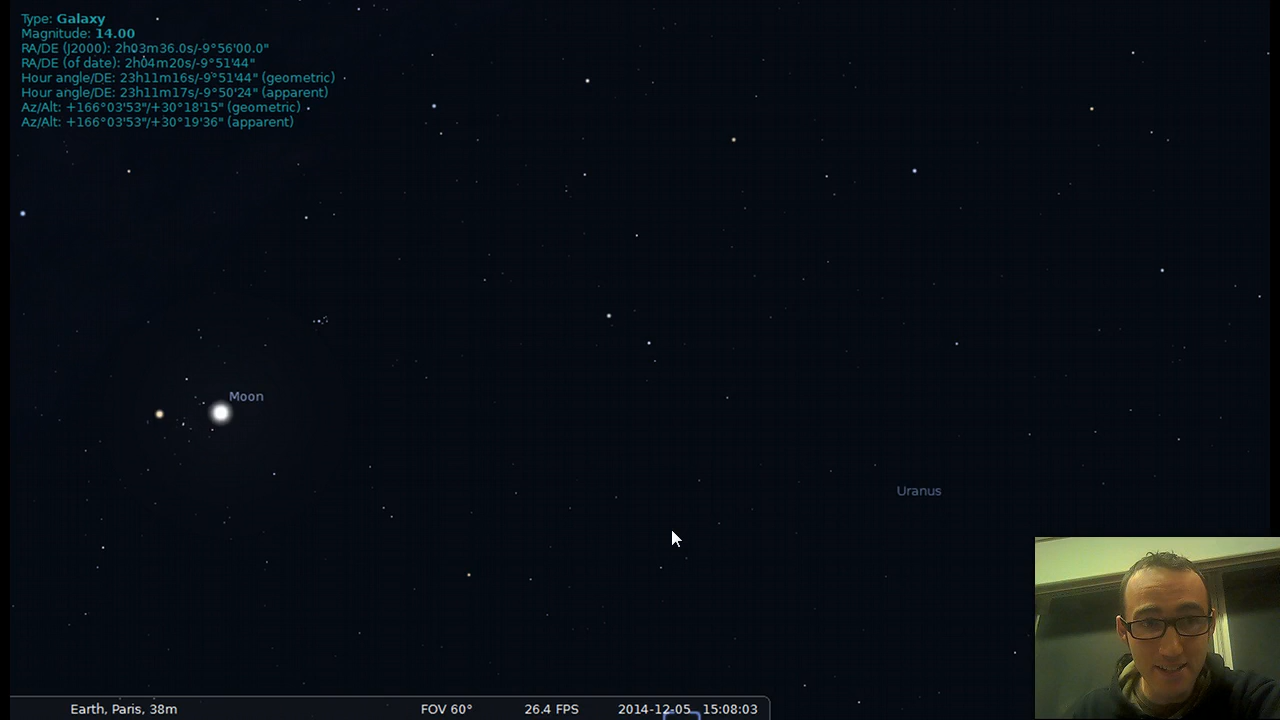 Type: Galaxy
Magnitude: 14.00
RA/DE (J2000): 2h03m36.0s/-9°56'00.0"
RA/DE (of date): 2h04m20s/-9°51'44"
Hour angle/DE: 23h11m16s/-9°51'44" (geometric)
Hour angle/DE: 23h11m17s/-9°50'24" (apparent)
Az/Alt: +166°03'53"/+30°18'15" (geometric)
Az/Alt: +166°03'53"/+30°19'36" (apparent)
Moon
Uranus
Earth, Paris, 38m FOV 60° 26.4 FPS 2014-12-05 15:08:03